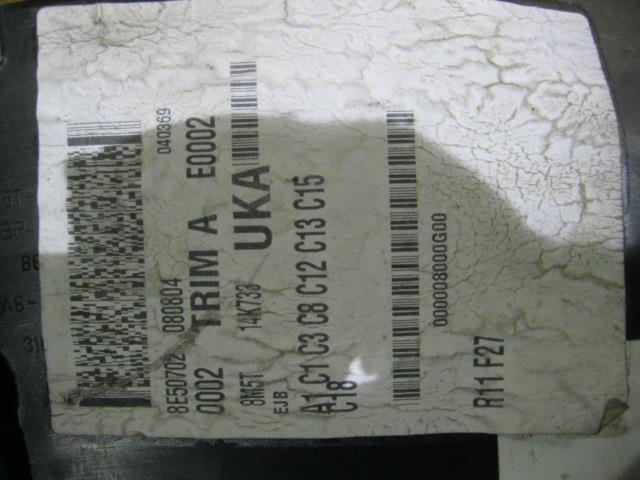 040369
8E50702 080804
0002 TRIM A E0002
8M5T 14K733 UKA
EJB
A1 C1 C3 C8 C12 C13 C15
C18
000008000G00
R11 F27